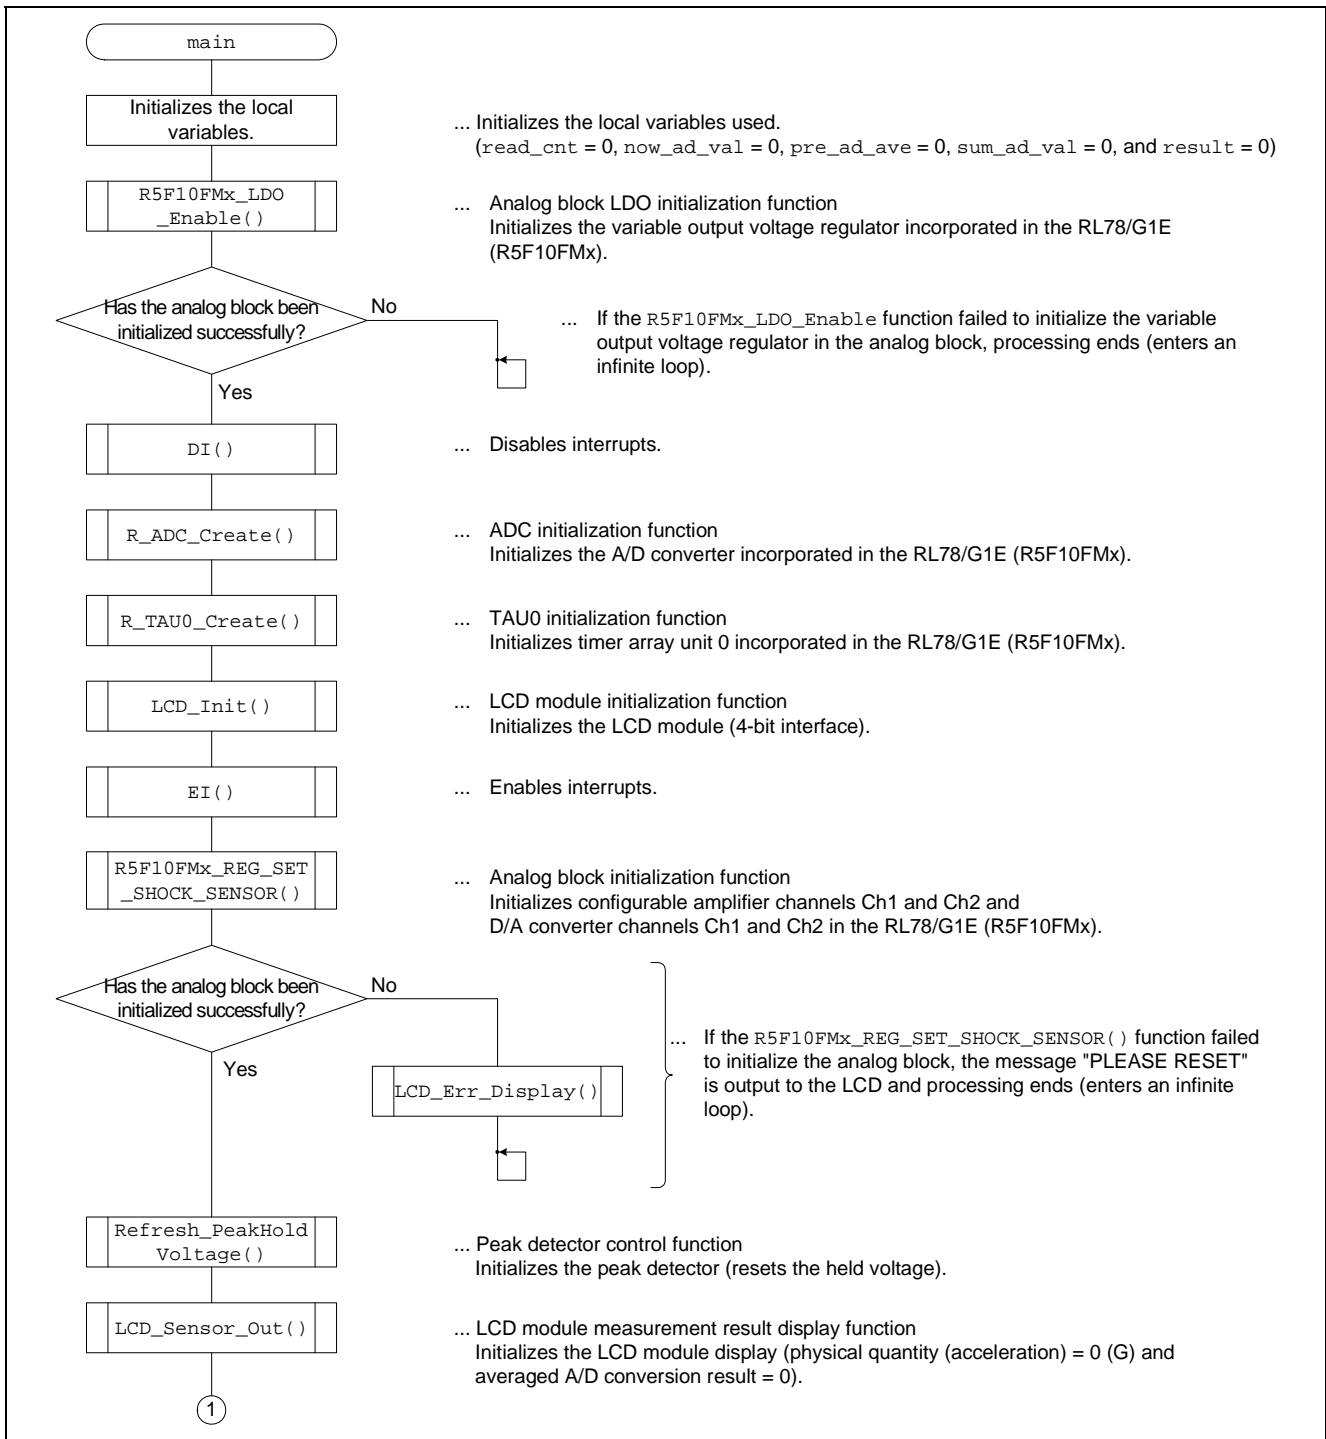 main
Initializes the local
variables.
... Initializes the local variables used.
(read_cnt = 0, now_ad_val = 0, pre_ad_ave = 0, sum_ad_val = 0, and result = 0)
R5F10FMx_LDO
_Enable()
... Analog block LDO initialization function
Initializes the variable output voltage regulator incorporated in the RL78/G1E
(R5F10FMx).
Has the analog block been
initialized successfully?
No
... If the R5F10FMx_LDO_Enable function failed to initialize the variable
output voltage regulator in the analog block, processing ends (enters an
infinite loop).
Yes
DI()
... Disables interrupts.
R_ADC_Create()
... ADC initialization function
Initializes the A/D converter incorporated in the RL78/G1E (R5F10FMx).
R_TAU0_Create()
... TAU0 initialization function
Initializes timer array unit 0 incorporated in the RL78/G1E (R5F10FMx).
LCD_Init()
... LCD module initialization function
Initializes the LCD module (4-bit interface).
EI()
... Enables interrupts.
R5F10FMx_REG_SET
_SHOCK_SENSOR()
... Analog block initialization function
Initializes configurable amplifier channels Ch1 and Ch2 and
D/A converter channels Ch1 and Ch2 in the RL78/G1E (R5F10FMx).
Has the analog block been
initialized successfully?
No
Yes
LCD_Err_Display()
... If the R5F10FMx_REG_SET_SHOCK_SENSOR() function failed
to initialize the analog block, the message "PLEASE RESET"
is output to the LCD and processing ends (enters an infinite
loop).
Refresh_PeakHold
Voltage()
... Peak detector control function
Initializes the peak detector (resets the held voltage).
LCD_Sensor_Out()
... LCD module measurement result display function
Initializes the LCD module display (physical quantity (acceleration) = 0 (G) and
averaged A/D conversion result = 0).
1